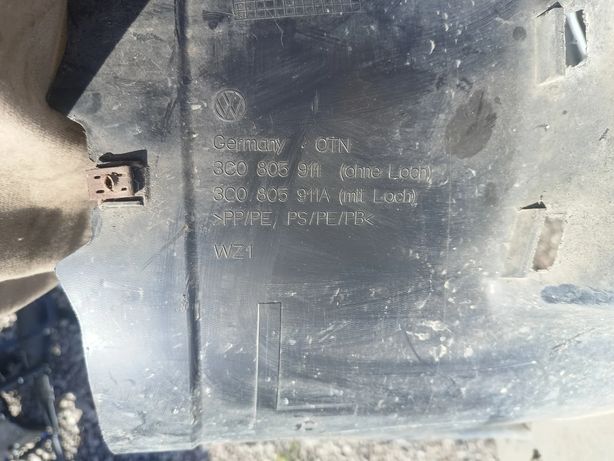 Germany · OTN
3C0 805 911 (ohne Loch)
3C0 805 911A (mit Loch)
>PP/PE, PS/PE/PB<
WZ1